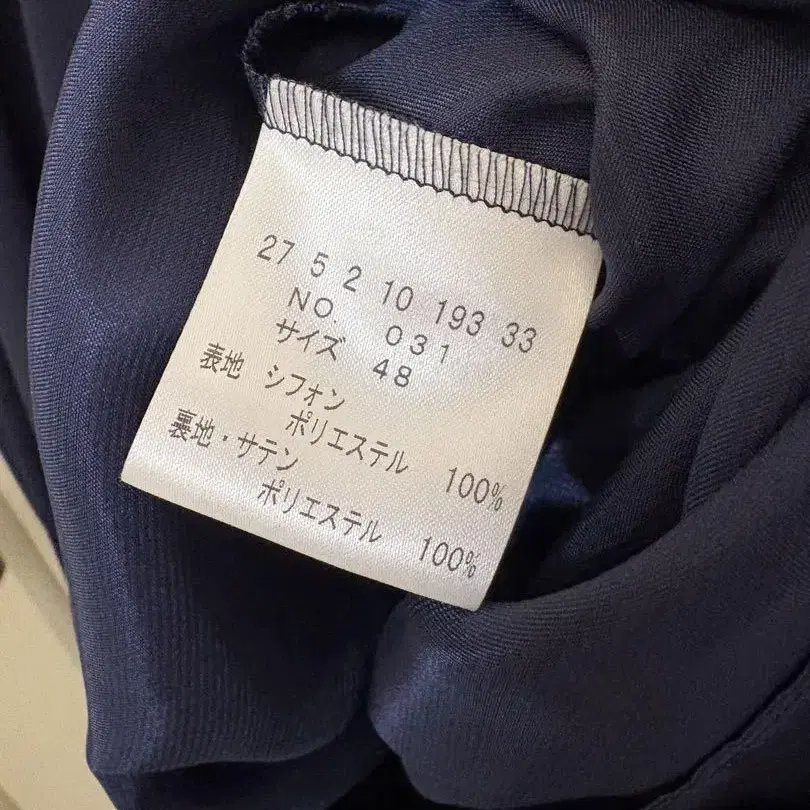 27 5 2 10 193 33
NO. 031
サイズ 48
表地 シフォン
ポリエステル 100%
裏地・サテン
ポリエステル 100%